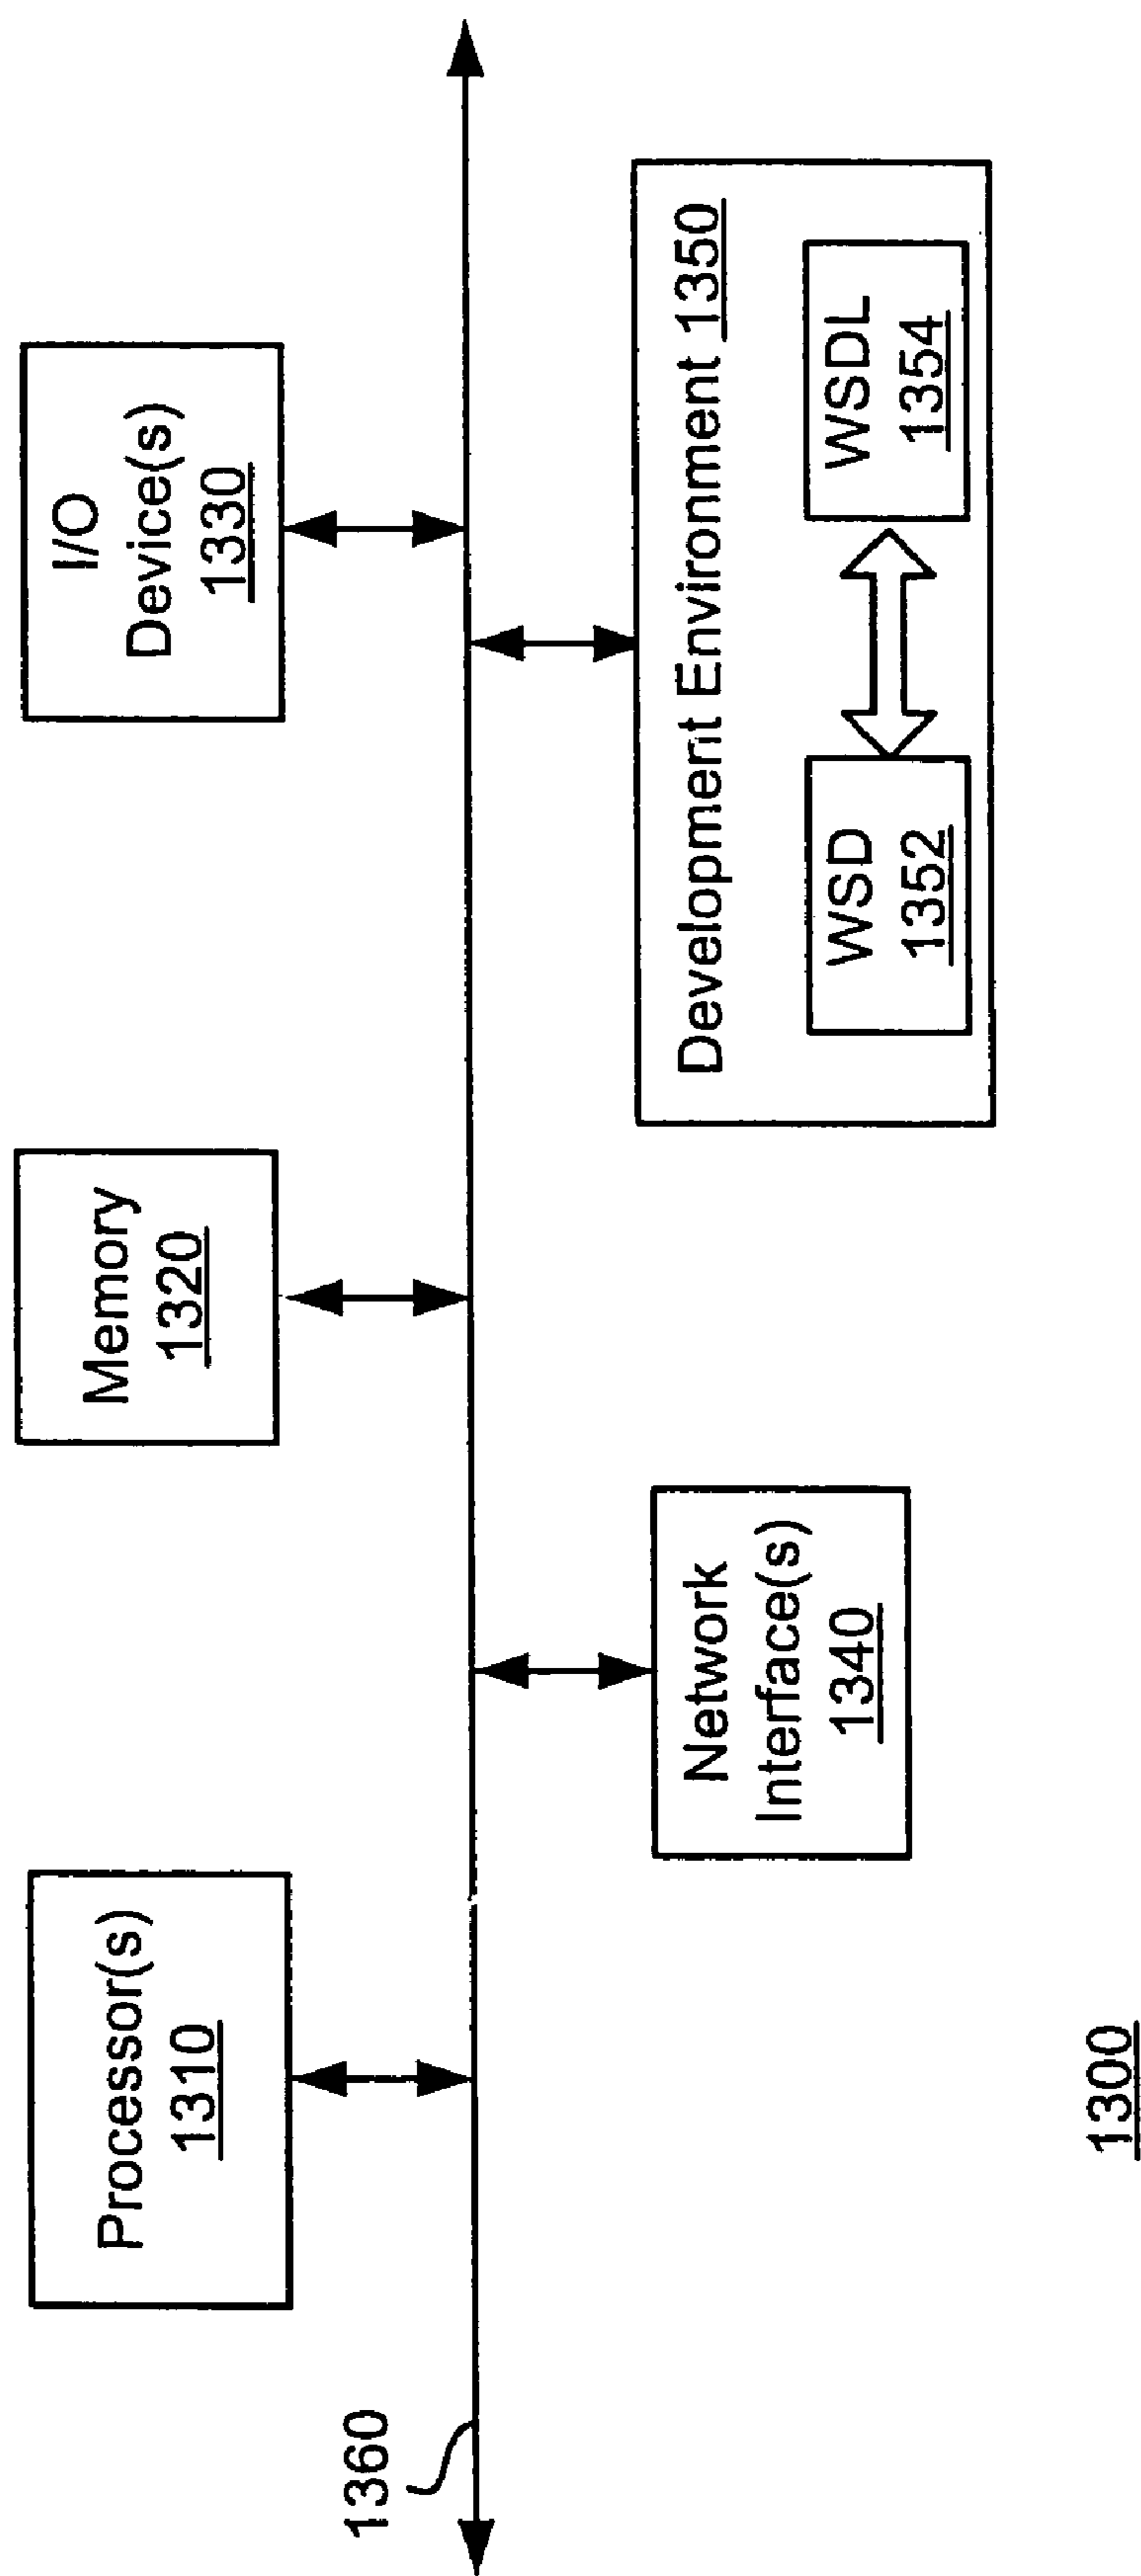 Processor(s)
1310
Memory
1320
I/O
Device(s)
1330
1360
Network
Interface(s)
1340
Development Environment 1350
WSD
1352
WSDL
1354
1300